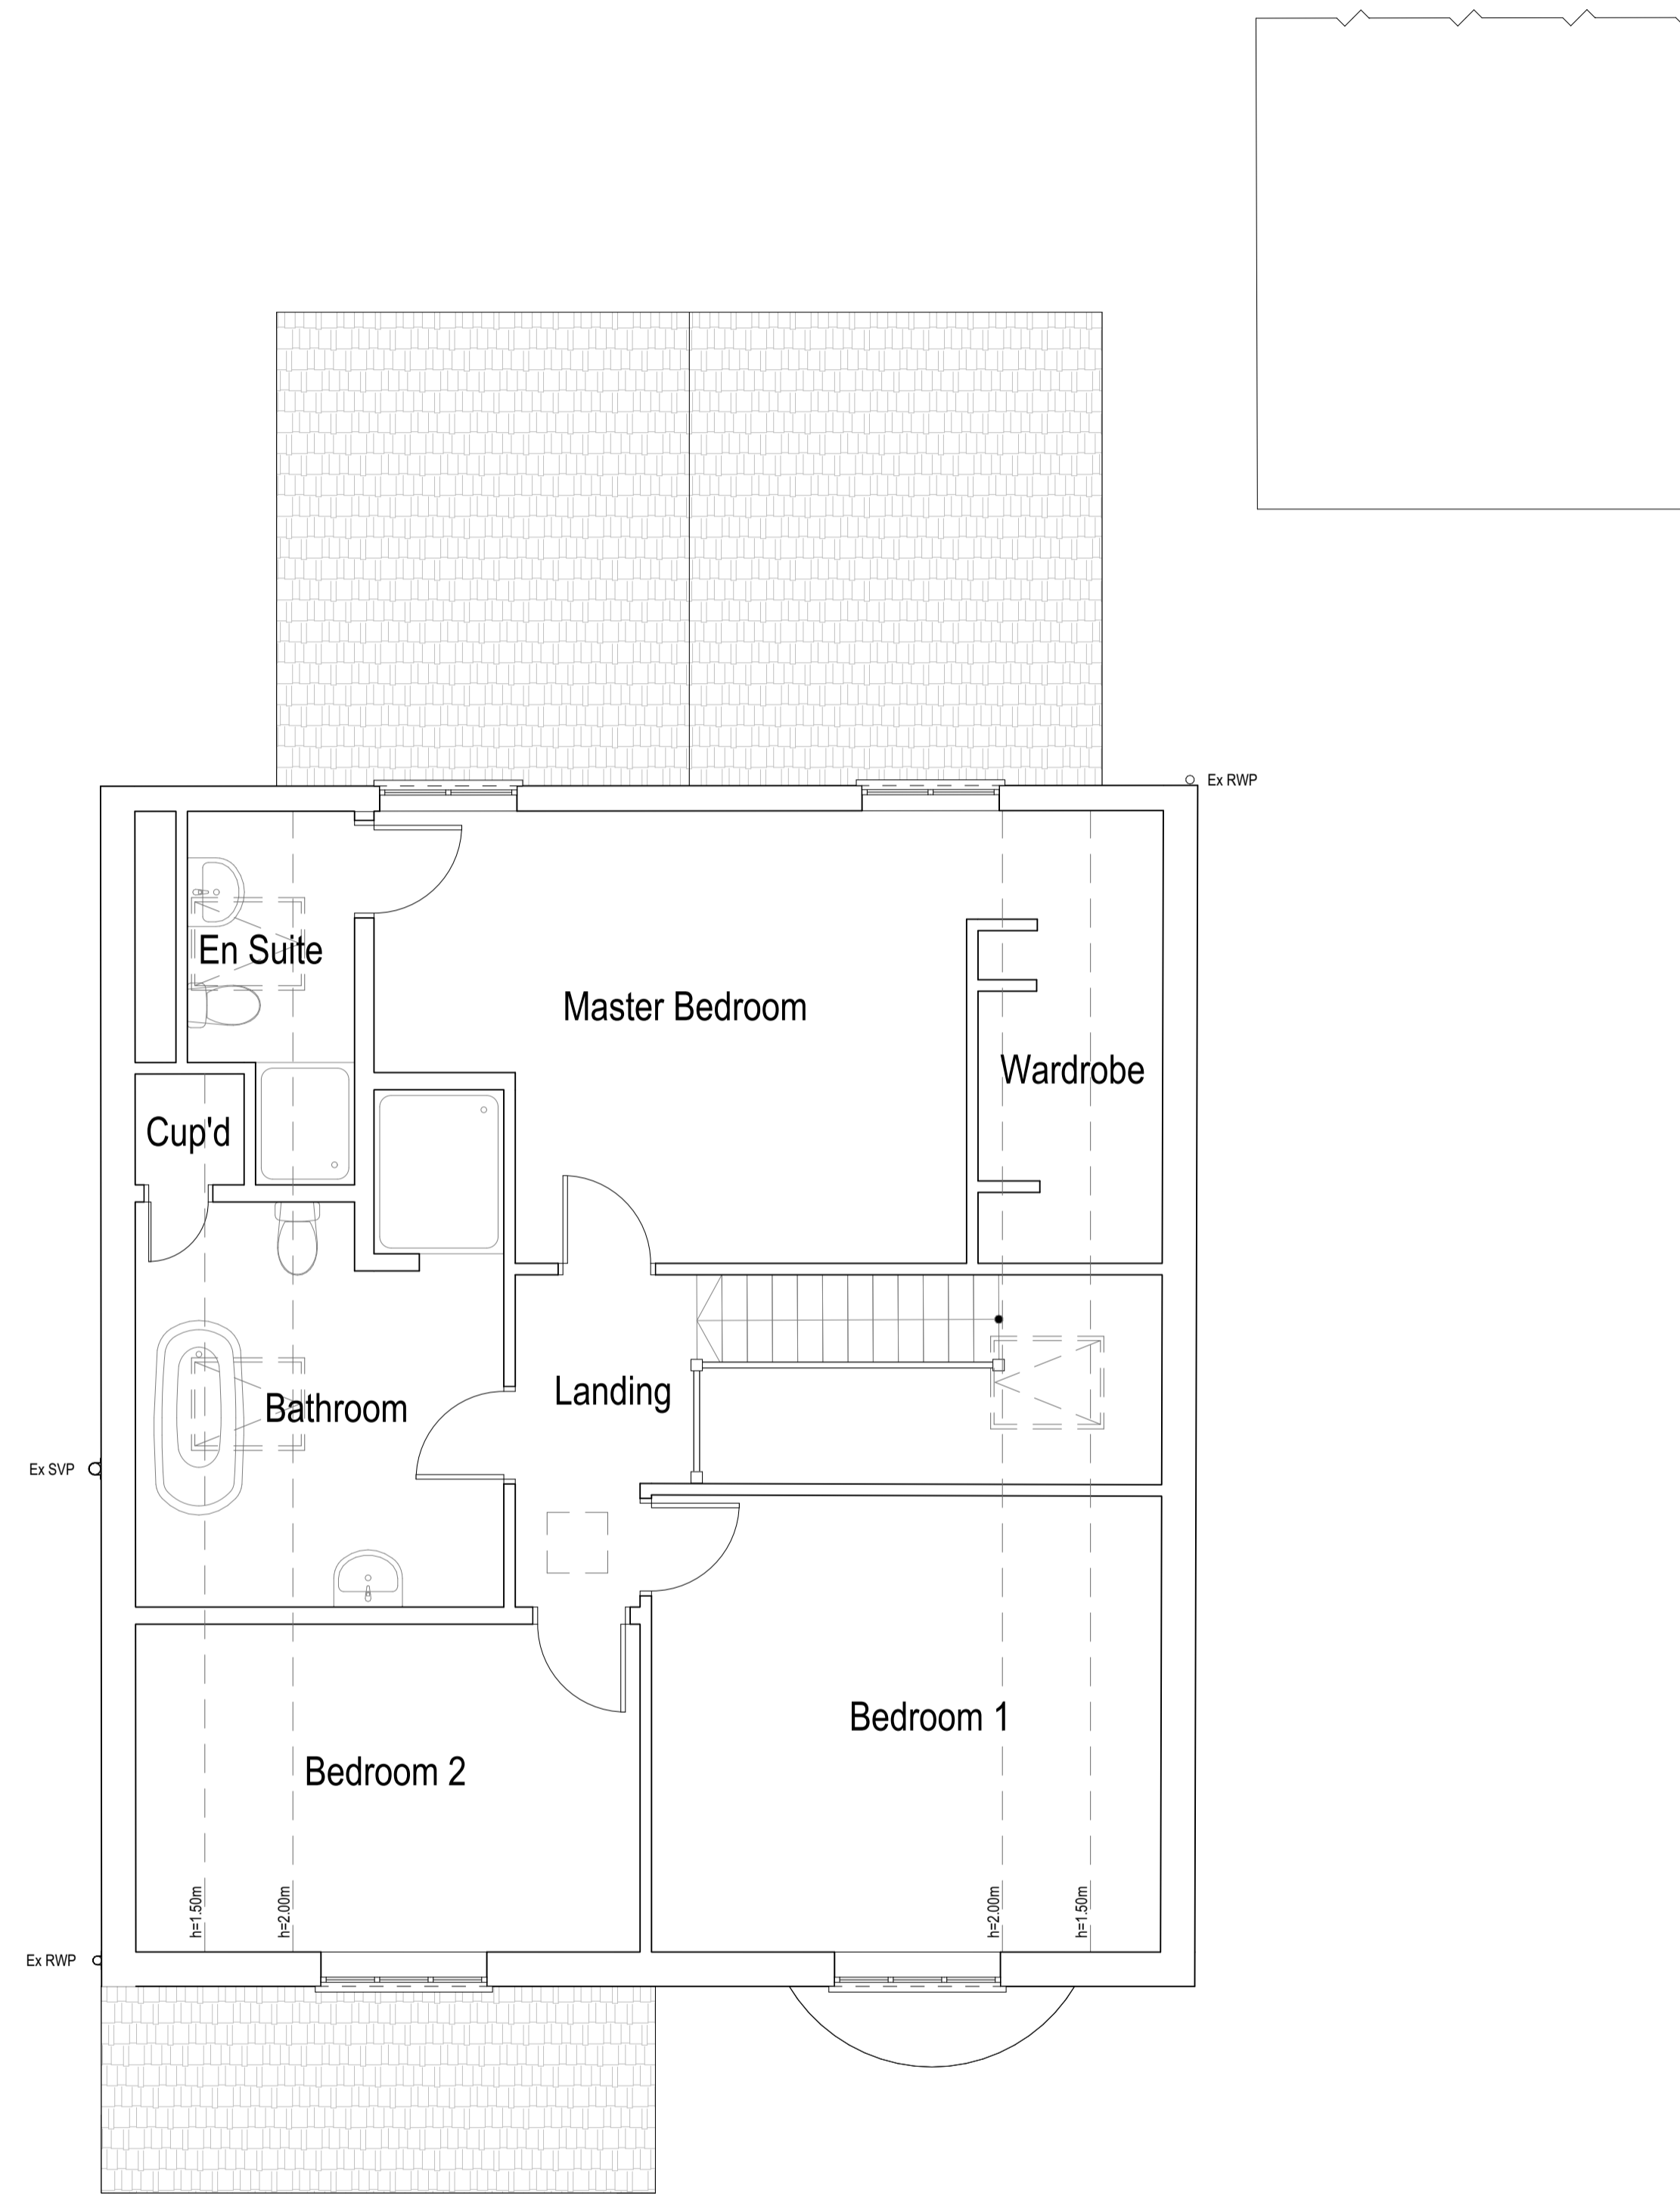 Ex RWP
En Suite
Master Bedroom
Wardrobe
Cup'd
Landing
Bathroom
Ex SVP
Bedroom 1
Bedroom 2
h=1.50m
h=2.00m
h=2.00m
h=1.50m
Ex RWP